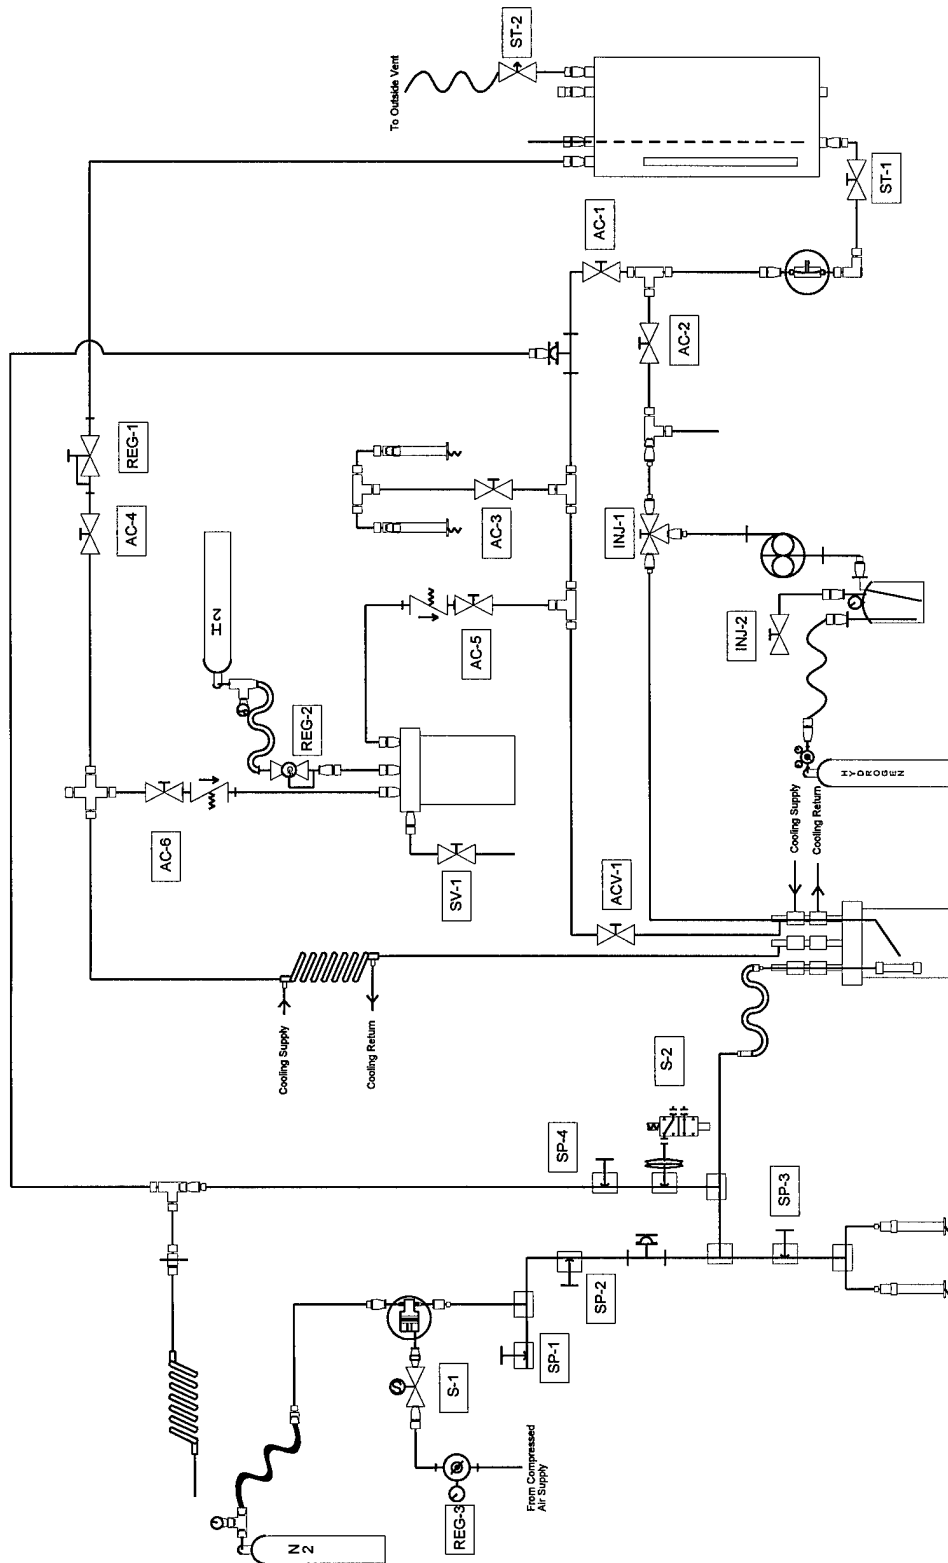 ST-2
To Outside Vent
ST-1
AC-1
AC-2
REG-1
AC-4
AC-3
INJ-1
H2
REG-2
AC-5
INJ-2
HYDROGEN
AC-6
SV-1
ACV-1
Cooling Supply
Cooling Return
Cooling Supply
Cooling Return
S-2
SP-4
SP-3
SP-2
SP-1
S-1
REG-3
From Compressed
Air Supply
N2